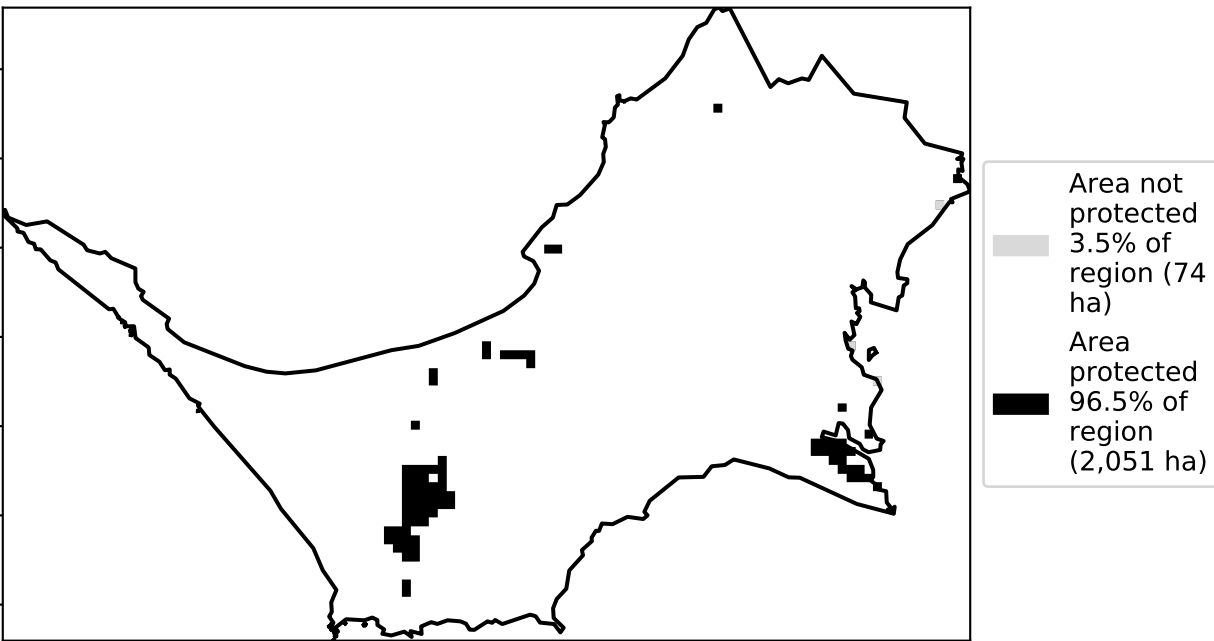 Area not
protected
3.5% of
region (74
ha)
Area
protected
96.5% of
region
(2,051 ha)